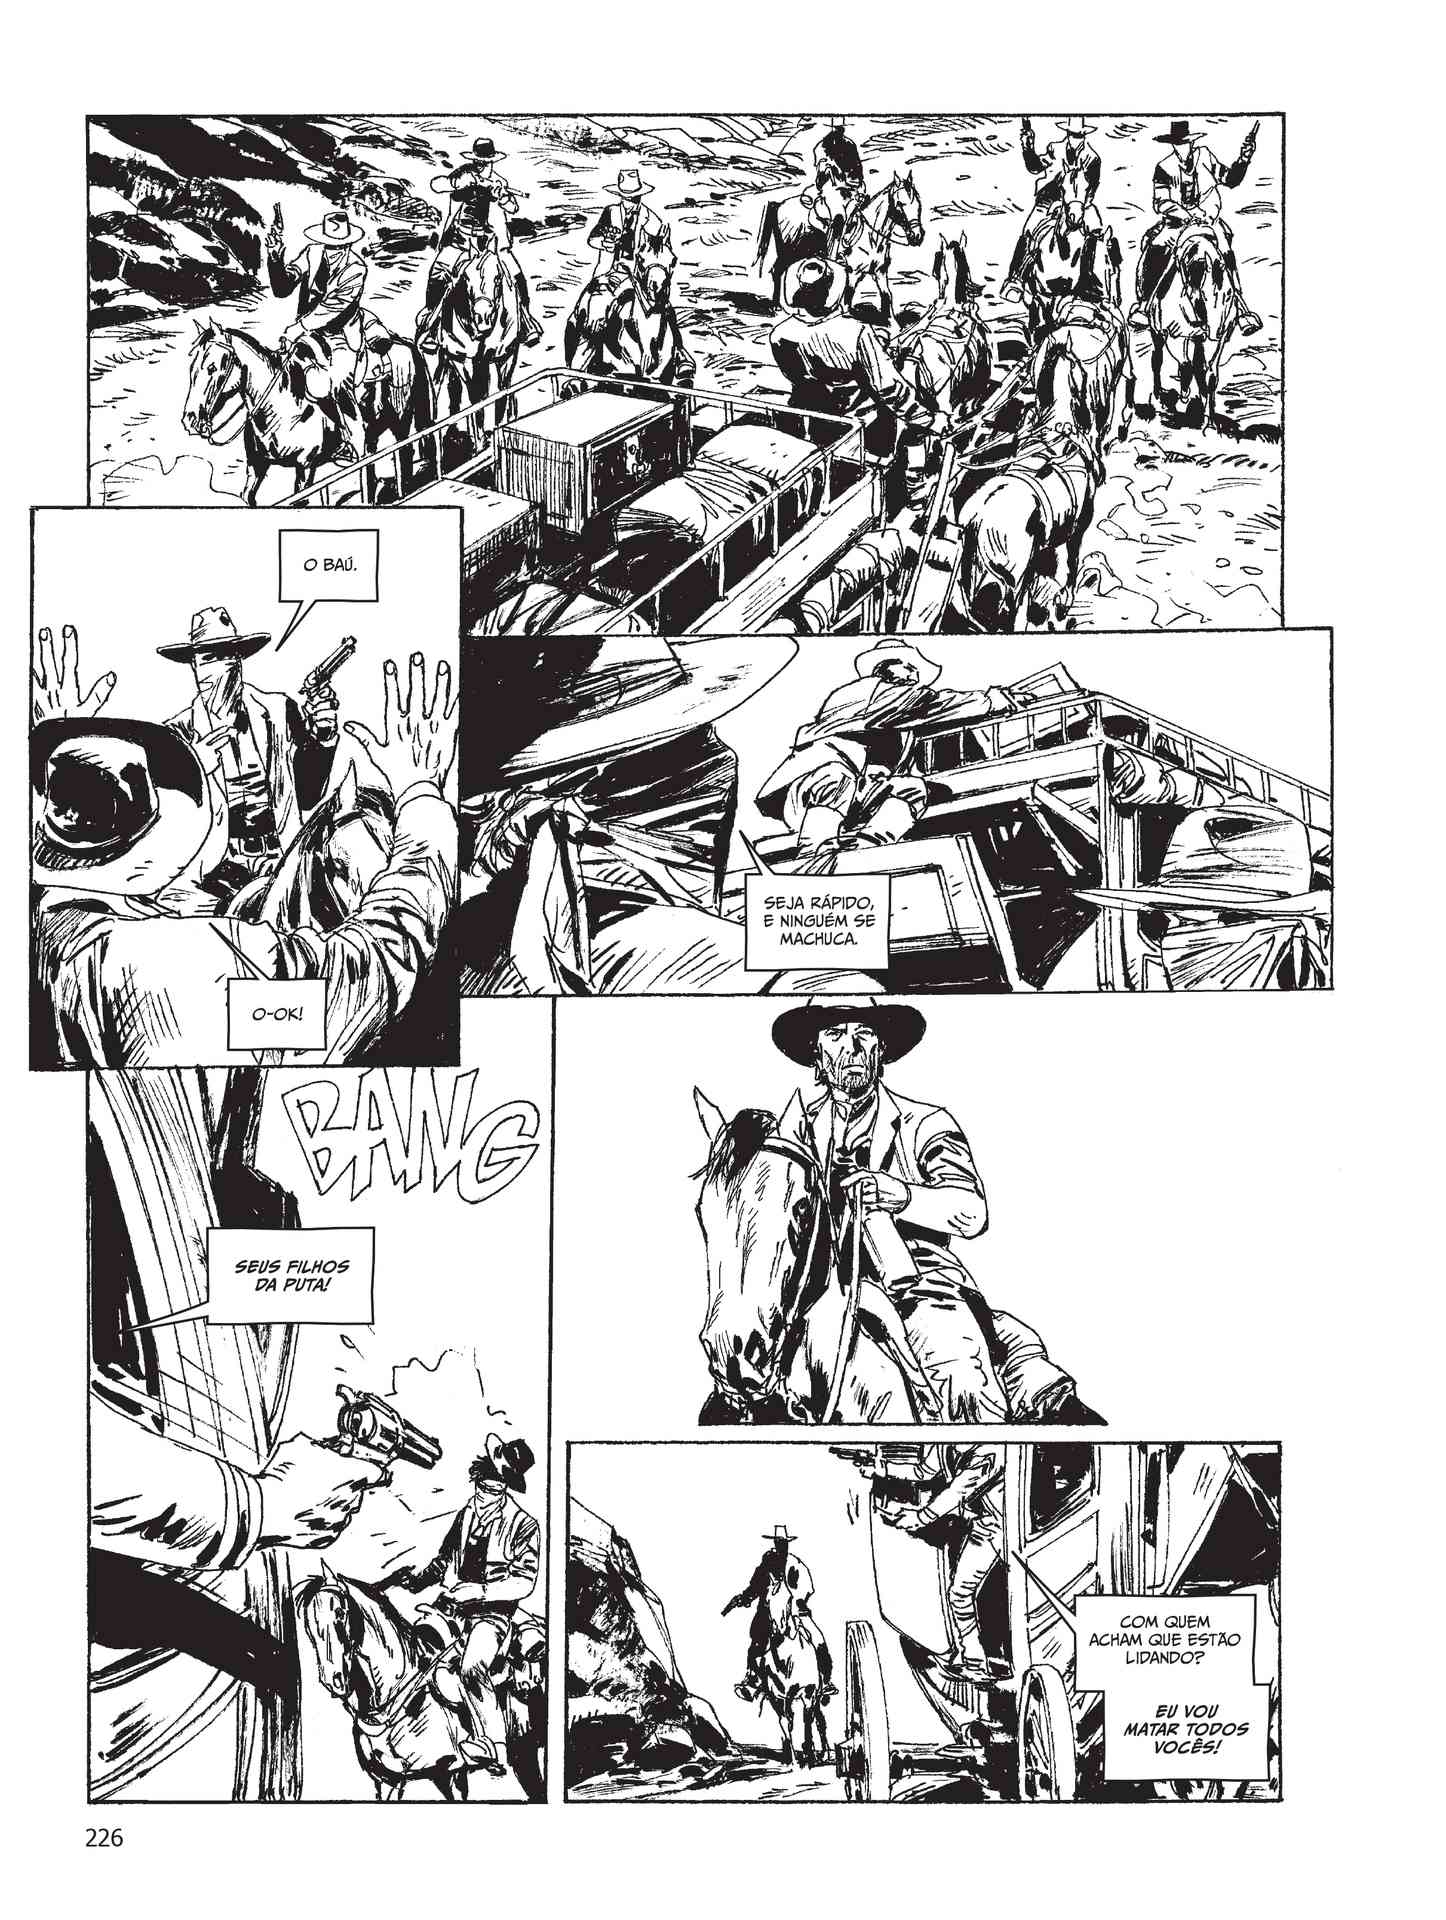 O BAÚ.
O-OK!
SEJA RÁPIDO,
E NINGUÉM SE
MACHUCA.
BANG
SEUS FILHOS
DA PUTA!
COM QUEM
ACHAM QUE ESTÃO
LIDANDO?
EU VOU
MATAR TODOS
VOCÊS!
226